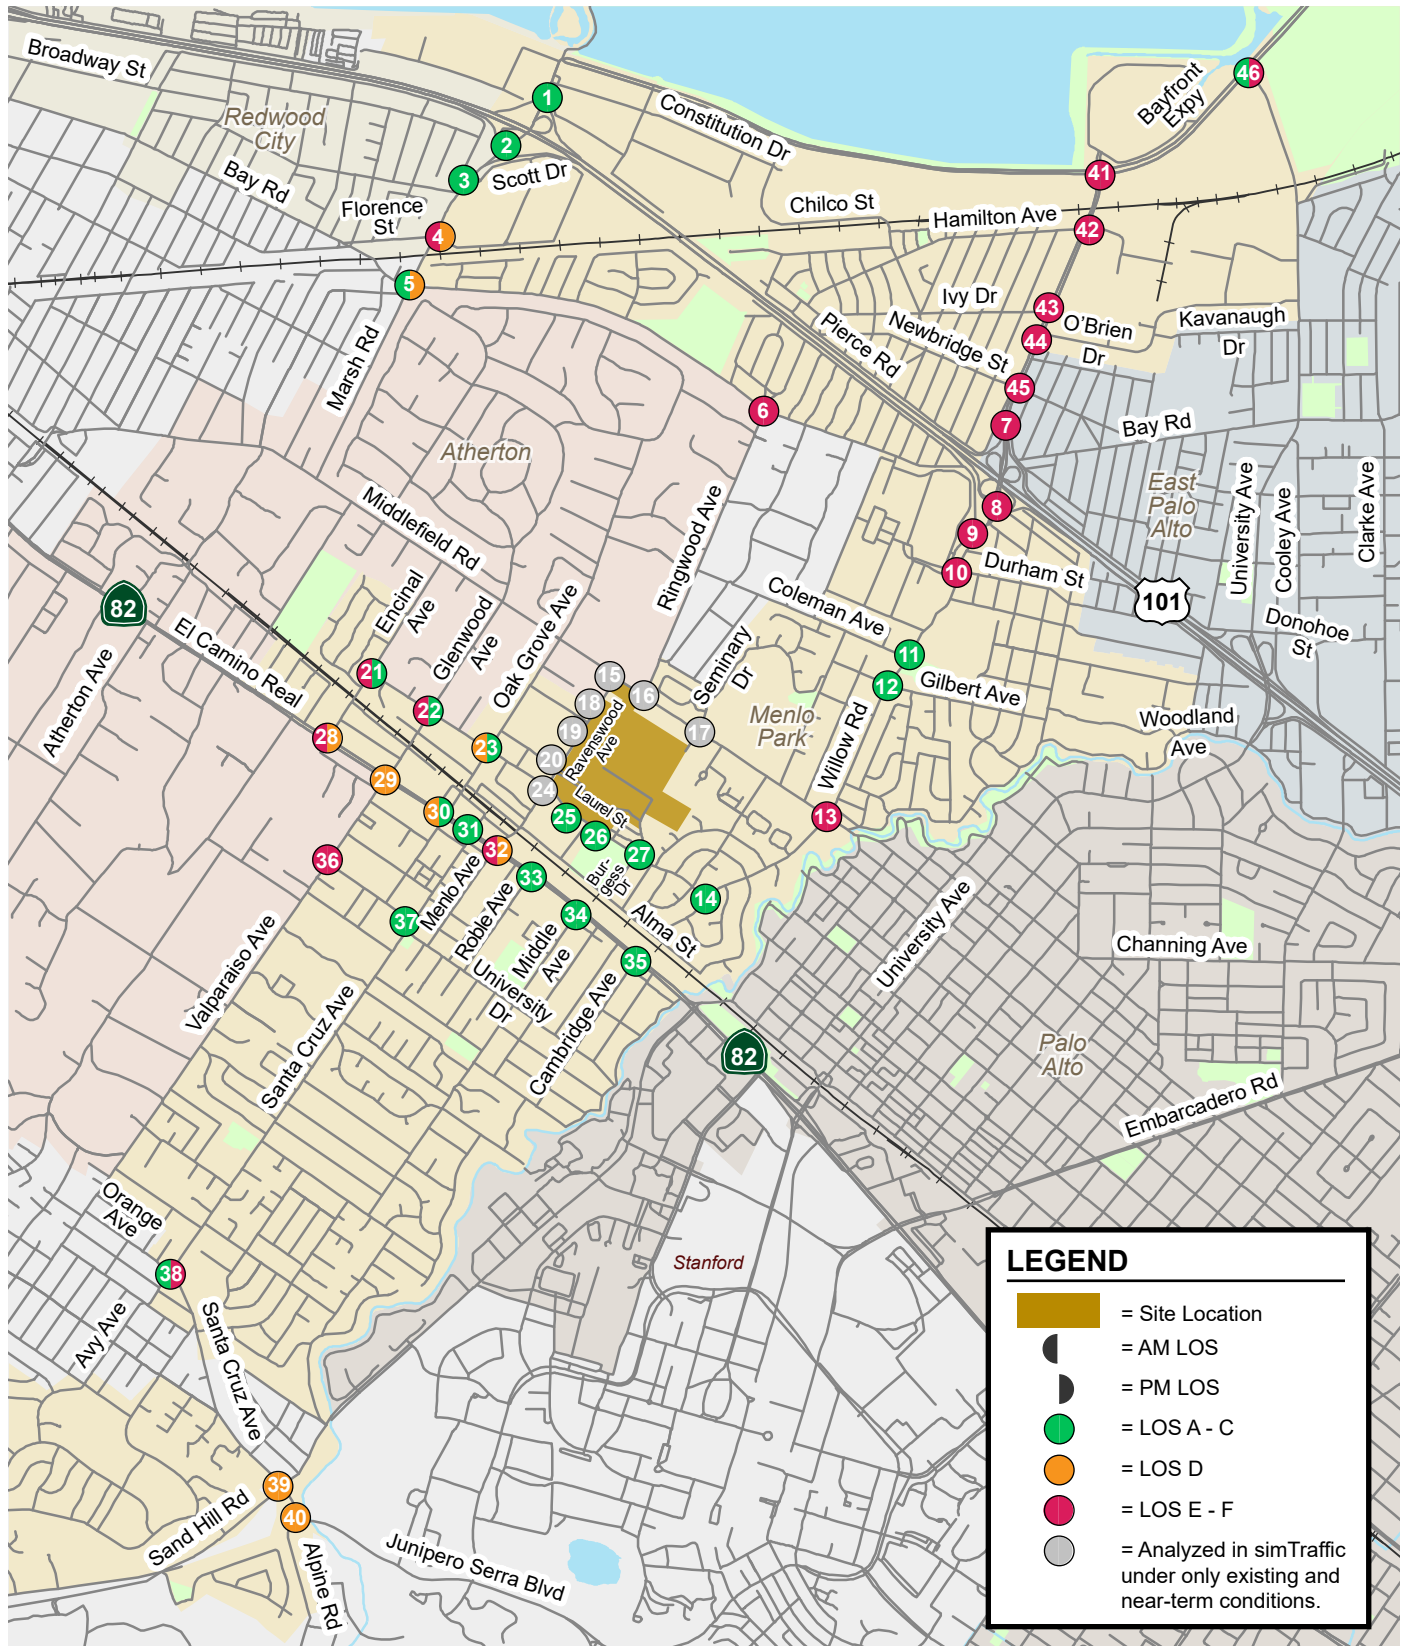 Broadway St
Redwood
City
Bay Rd
Florence
St
Scott Dr
Constitution Dr
Bayfront
Expy
Chilco St
Hamilton Ave
Ivy Dr
O'Brien
Dr
Kavanaugh
Dr
Newbridge St
Pierce Rd
Marsh Rd
Atherton
Middlefield Rd
Bay Rd
East
Palo
Alto
University Ave
Cooley Ave
Clarke Ave
Ringwood Ave
Durham St
101
Donohoe
St
82
Encinal
Ave
Glenwood
Ave
Oak Grove Ave
Coleman Ave
Seminary
Dr
Gilbert Ave
El Camino Real
Atherton Ave
Ravenswood
Ave
Menlo
Park
Willow Rd
Woodland
Ave
Laurel St
Bur-
gess
Dr
Menlo Ave
Roble Ave
Middle
Ave
University
Dr
Alma St
Cambridge Ave
Valparaiso Ave
Santa Cruz Ave
University Ave
Channing Ave
82
Palo
Alto
Embarcadero Rd
Orange
Ave
Avy Ave
Santa Cruz Ave
Stanford
Sand Hill Rd
Alpine Rd
Junipero Serra Blvd
1
2
3
4
5
6
7
8
9
10
11
12
13
14
15
16
17
18
19
20
21
22
23
24
25
26
27
28
29
30
31
32
33
34
35
36
37
38
39
40
41
42
43
44
45
46
LEGEND
= Site Location
= AM LOS
= PM LOS
= LOS A - C
= LOS D
= LOS E - F
= Analyzed in simTraffic
under only existing and
near-term conditions.